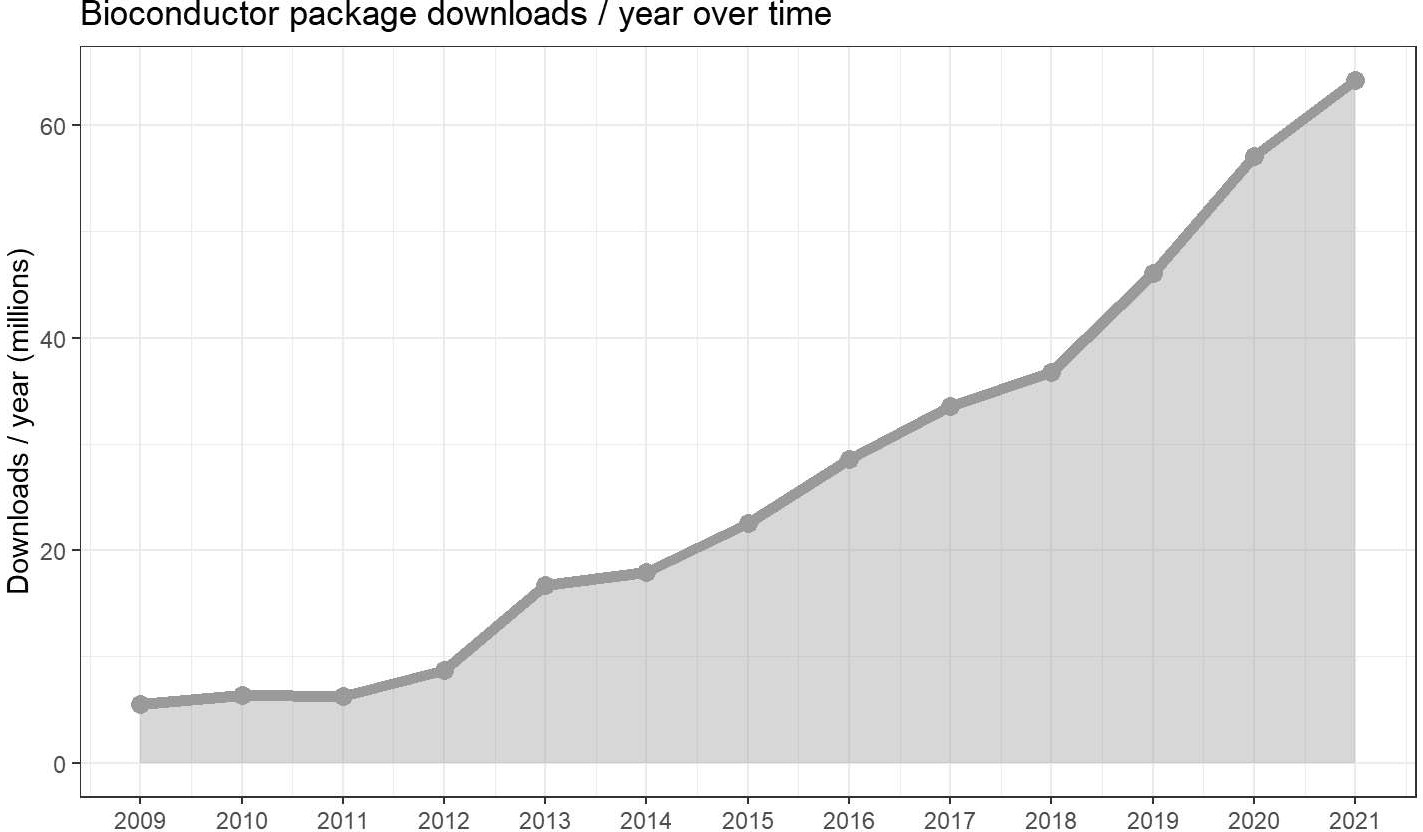 Bioconductor package downloads / year over time
Downloads / year (millions)
60
40
20
0
2009 2010 2011 2012 2013 2014 2015 2016 2017 2018 2019 2020 2021